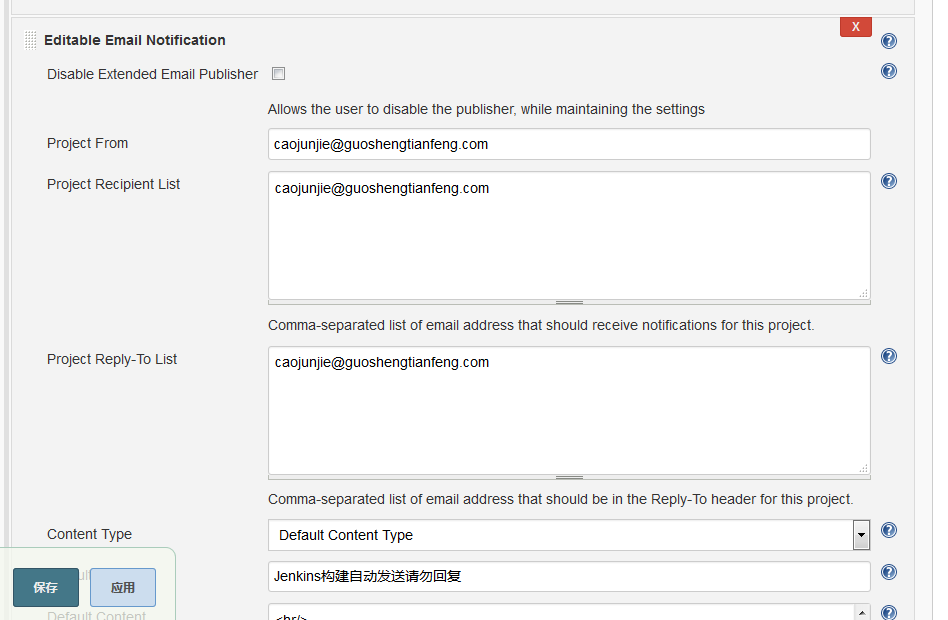 Editable Email Notification
X
Disable Extended Email Publisher
Allows the user to disable the publisher, while maintaining the settings
Project From
caojunjie@guoshengtianfeng.com
Project Recipient List
caojunjie@guoshengtianfeng.com
Comma-separated list of email address that should receive notifications for this project.
Project Reply-To List
caojunjie@guoshengtianfeng.com
Comma-separated list of email address that should be in the Reply-To header for this project.
Content Type
Default Content Type
Jenkins构建自动发送请勿回复
保存
应用
Default Content
<hr/>